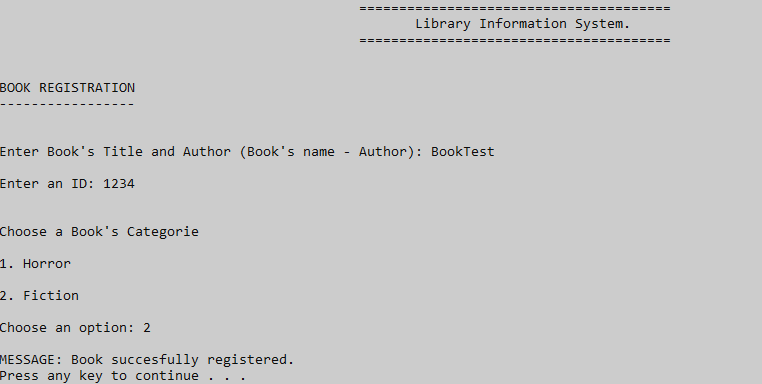 =======================================
Library Information System.
=======================================
BOOK REGISTRATION
-----------------
Enter Book's Title and Author (Book's name - Author): BookTest
Enter an ID: 1234
Choose a Book's Categorie
1. Horror
2. Fiction
Choose an option: 2
MESSAGE: Book succesfully registered.
Press any key to continue . . .